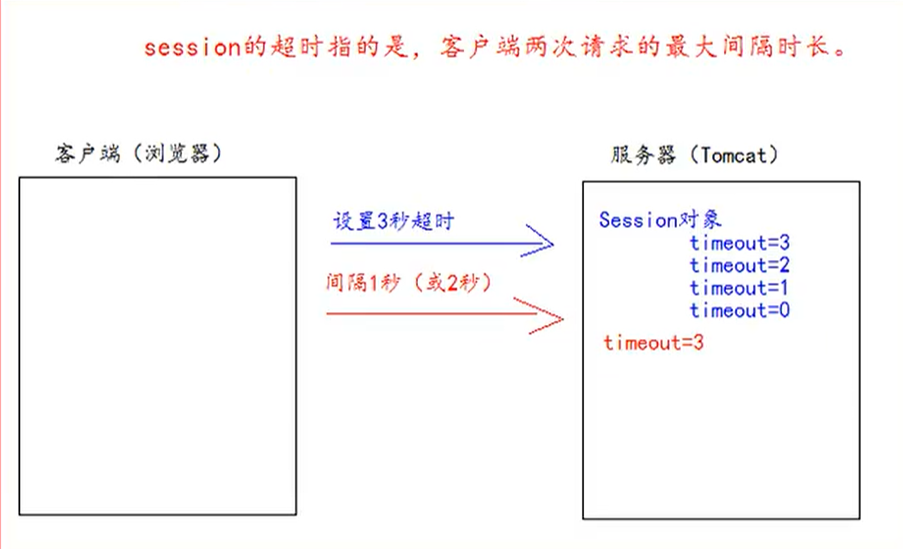 session的超时指的是，客户端两次请求的最大间隔时长。
客户端（浏览器）
服务器（Tomcat）
设置3秒超时
间隔1秒（或2秒）
Session对象
timeout=3
timeout=2
timeout=1
timeout=0
timeout=3